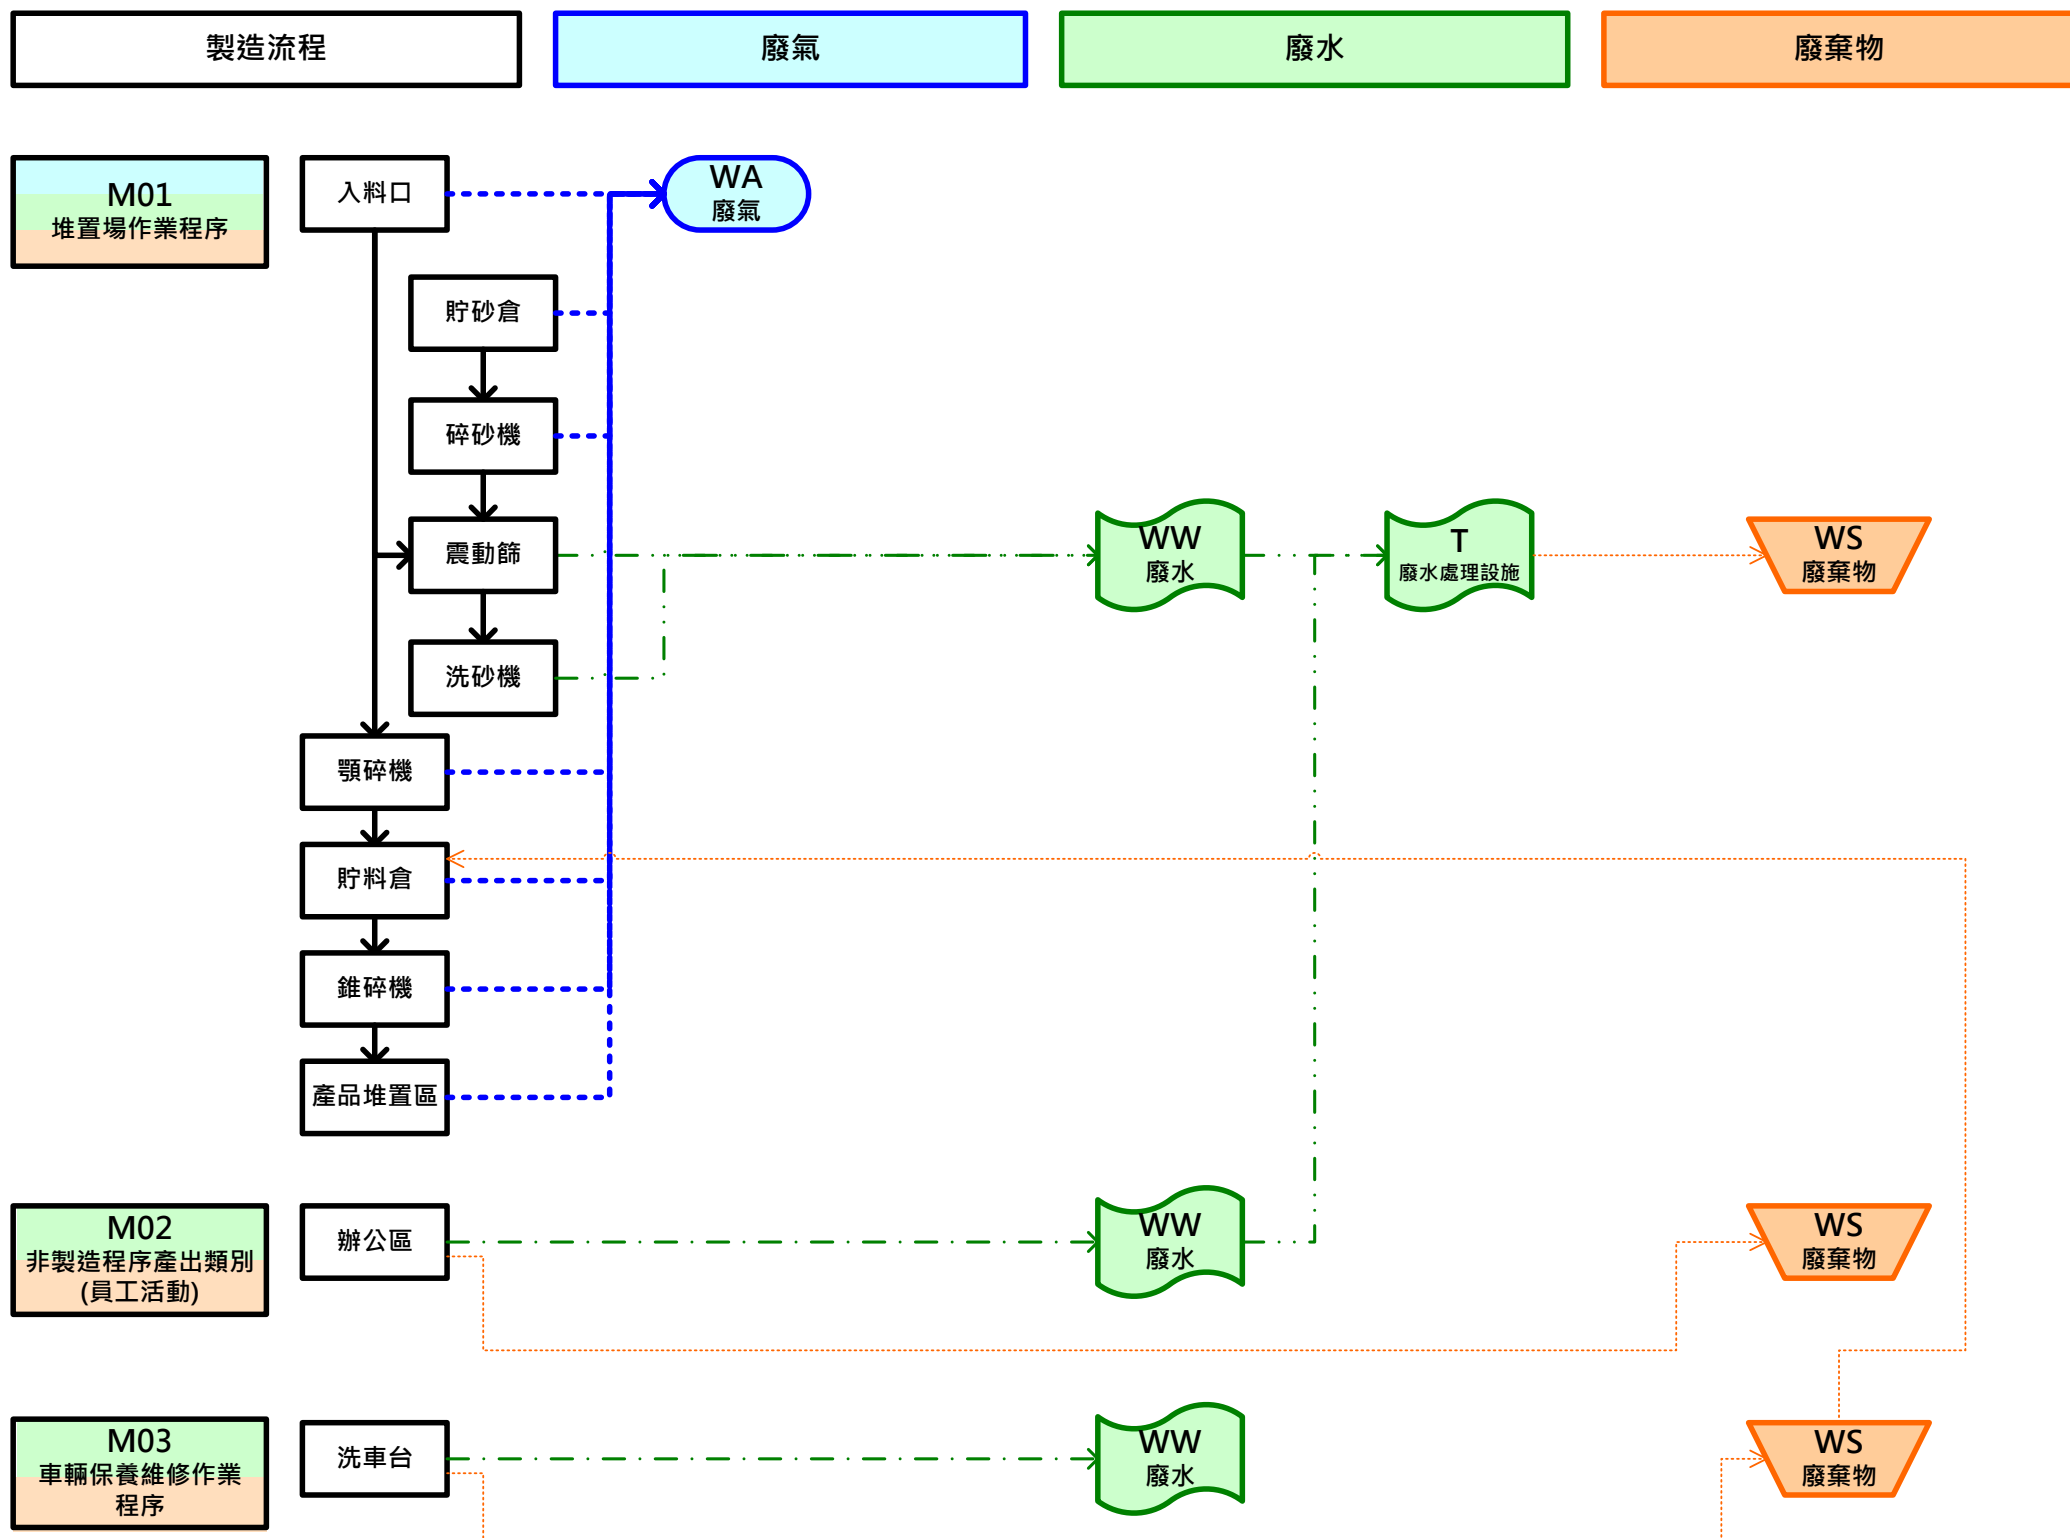 製造流程
廢氣
廢水
廢棄物
M01
堆置場作業程序
入料口
WA
廢氣
貯砂倉
碎砂機
震動篩
WW
廢水
T
廢水處理設施
WS
廢棄物
洗砂機
顎碎機
貯料倉
錐碎機
產品堆置區
M02
非製造程序產出類別
(員工活動)
辦公區
WW
廢水
WS
廢棄物
M03
車輛保養維修作業
程序
洗車台
WW
廢水
WS
廢棄物